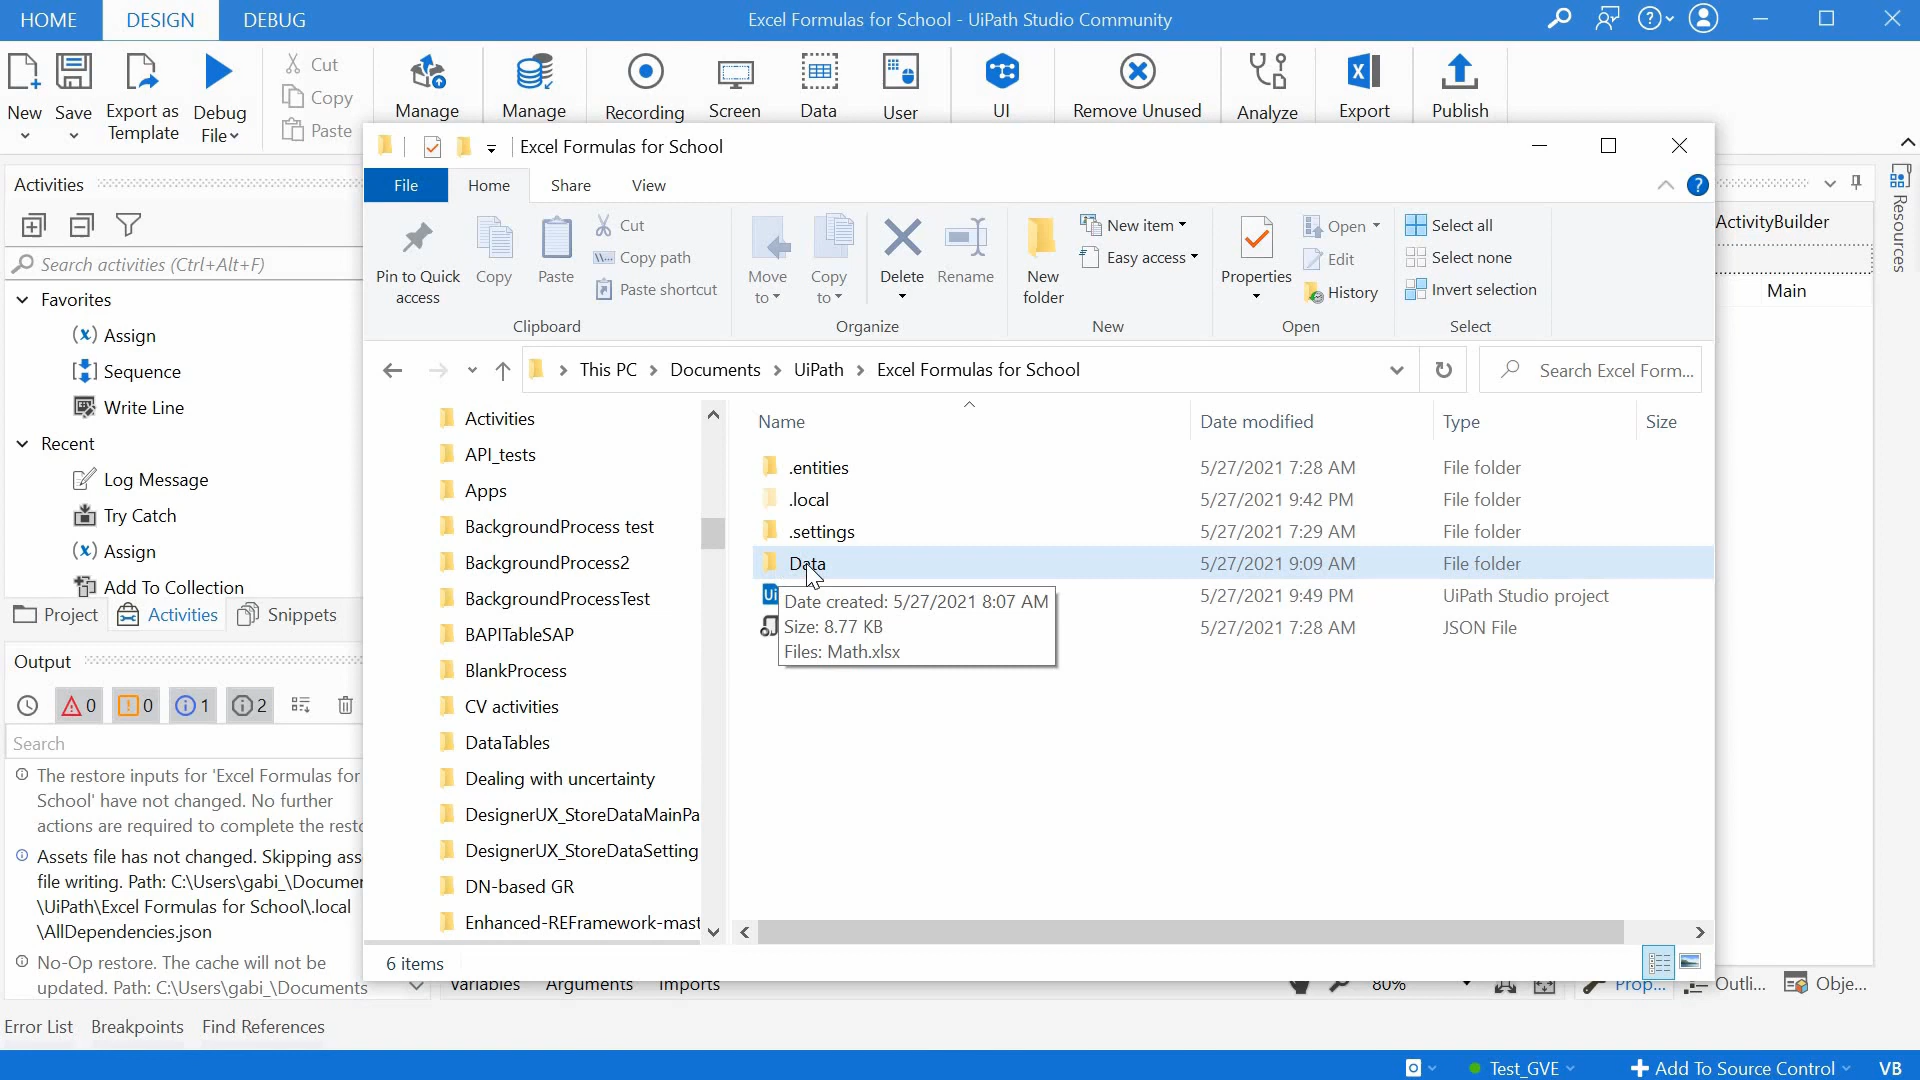 HOME DESIGN DEBUG Excel Formulas for School - UiPath Studio Community
New Save Export as Template Debug File
Cut
Copy
Paste
Manage Manage Recording Screen Data User UI Remove Unused Analyze Export Publish
Activities
Search activities (Ctrl+Alt+F)
Favorites
Assign
Sequence
Write Line
Recent
Log Message
Try Catch
Assign
Add To Collection
Project Activities Snippets
Output
0 0 1 2
Search
The restore inputs for 'Excel Formulas for
School' have not changed. No further
actions are required to complete the
Assets file has not changed. Skipping
file writing. Path: C:\Users\gabi_\
\UiPath\Excel Formulas for School\.local
\AllDependencies.json
No-Op restore. The cache will not be
updated. Path: C:\Users\gabi_\Documents
Error List Breakpoints Find References
Excel Formulas for School
File Home Share View
Pin to Quick access
Copy
Paste
Cut
Copy path
Paste shortcut
Clipboard
Move to
Copy to
Delete
Rename
Organize
New folder
New item
Easy access
New
Properties
Open
Edit
History
Open
Select all
Select none
Invert selection
Select
This PC Documents UiPath Excel Formulas for School
Search Excel Form...
Activities
API_tests
Apps
BackgroundProcess test
BackgroundProcess2
BackgroundProcessTest
BAPITableSAP
BlankProcess
CV activities
DataTables
Dealing with uncertainty
DesignerUX_StoreDataMainPa
DesignerUX_StoreDataSetting
DN-based GR
Enhanced-REFramework-mast
Name Date modified Type Size
.entities 5/27/2021 7:28 AM File folder
.local 5/27/2021 9:42 PM File folder
.settings 5/27/2021 7:29 AM File folder
Data 5/27/2021 9:09 AM File folder
5/27/2021 9:49 PM UiPath Studio project
5/27/2021 7:28 AM JSON File
Date created: 5/27/2021 8:07 AM
Size: 8.77 KB
Files: Math.xlsx
6 items
ActivityBuilder
Main
Resources
Variables Arguments Imports 80% Prop... Outli... Obje...
Test_GVE Add To Source Control VB